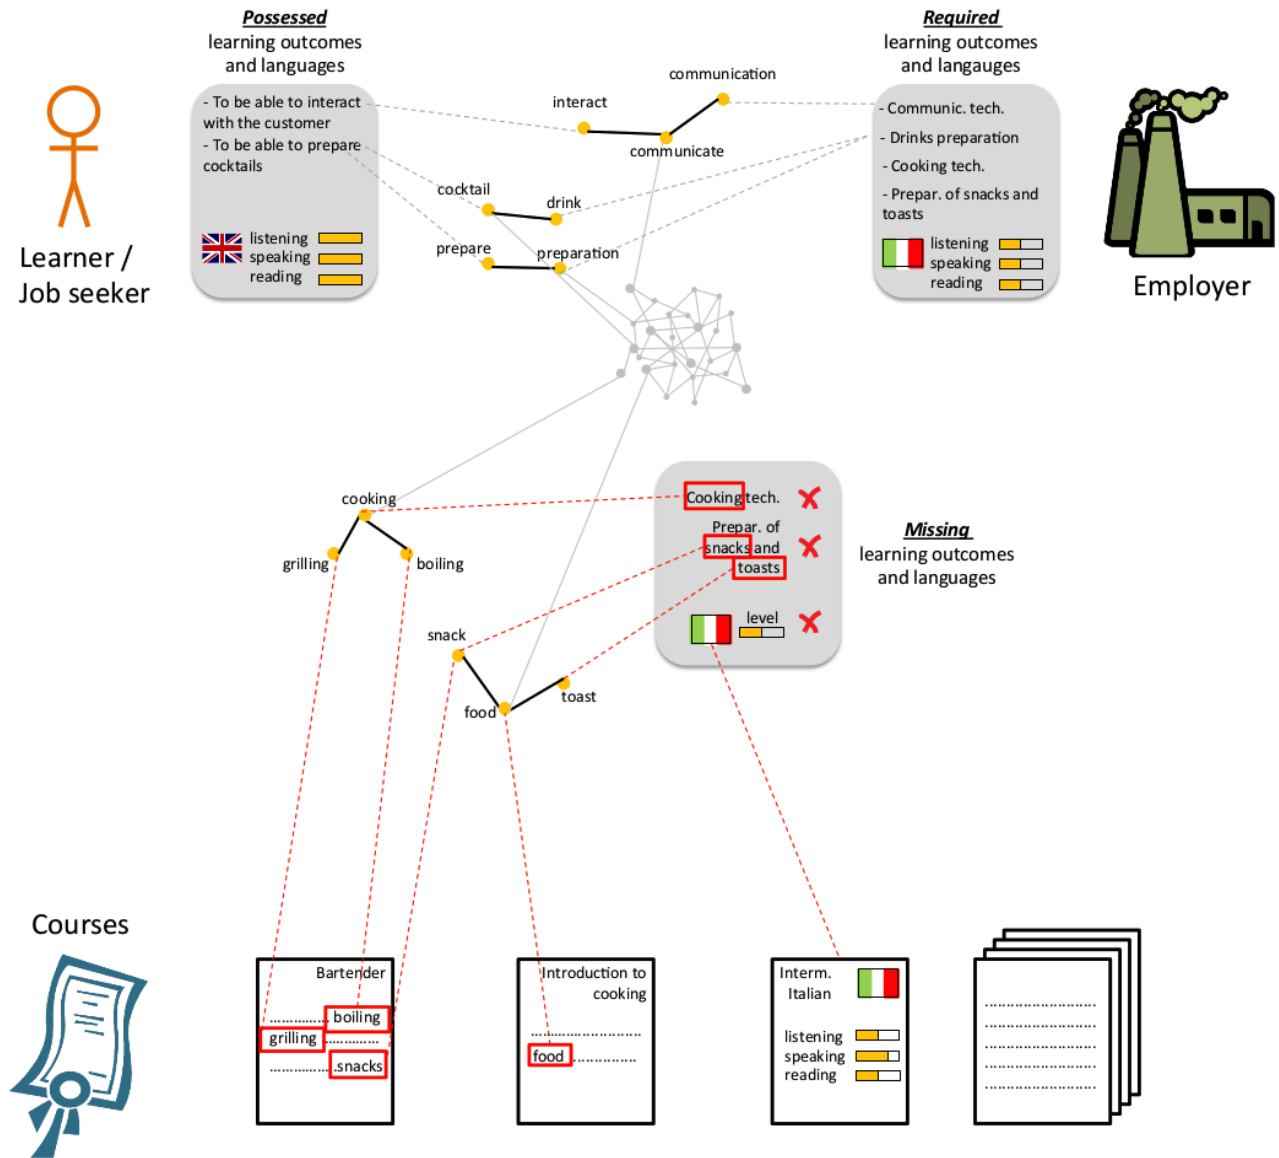 Possessed
learning outcomes
and languages
Required
learning outcomes
and langauges
- To be able to interact
with the customer
- To be able to prepare
cocktails
listening
speaking
reading
Learner /
Job seeker
interact
communication
communicate
cocktail
drink
prepare
preparation
- Communic. tech.
- Drinks preparation
- Cooking tech.
- Prepar. of snacks and
toasts
listening
speaking
reading
Employer
cooking
grilling
boiling
snack
food
toast
Cooking tech.
Prepar. of
snacks and
toasts
level
Missing
learning outcomes
and languages
Courses
Bartender
............. boiling
grilling ............
..............snacks
Introduction to
cooking
........................
food ..............
Interm.
Italian
listening
speaking
reading
........................
........................
........................
........................
........................